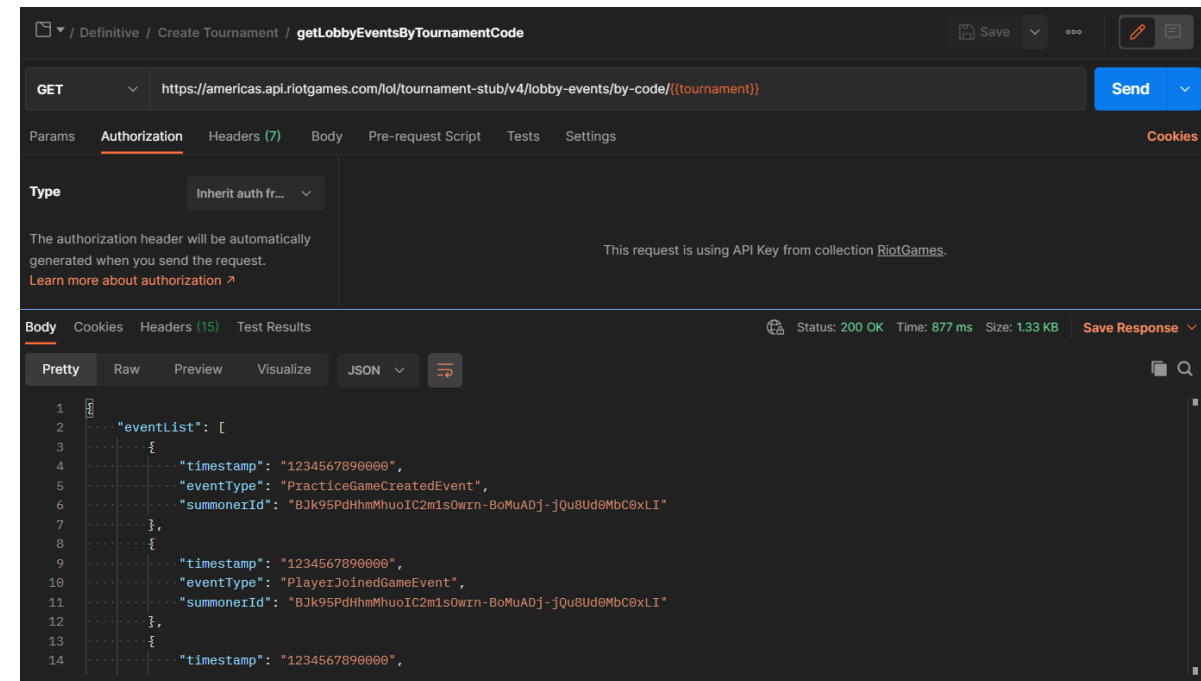 / Definitive / Create Tournament / getLobbyEventsByTournamentCode
Save
GET
https://americas.api.riotgames.com/lol/tournament-stub/v4/lobby-events/by-code/{{tournament}}
Send
Params Authorization Headers (7) Body Pre-request Script Tests Settings
Cookies
Type
Inherit auth fr...
The authorization header will be automatically
generated when you send the request.
Learn more about authorization ↗
This request is using API Key from collection RiotGames.
Body Cookies Headers (15) Test Results
Status: 200 OK Time: 877 ms Size: 1.33 KB Save Response
Pretty Raw Preview Visualize JSON
1 {
2 "eventList": [
3 {
4 "timestamp": "1234567890000",
5 "eventType": "PracticeGameCreatedEvent",
6 "summonerId": "BJk95PdHhmMhuoIC2m1sOwrn-BoMuADj-jQu8Ud0MbC0xLI"
7 },
8 {
9 "timestamp": "1234567890000",
10 "eventType": "PlayerJoinedGameEvent",
11 "summonerId": "BJk95PdHhmMhuoIC2m1sOwrn-BoMuADj-jQu8Ud0MbC0xLI"
12 },
13 {
14 "timestamp": "1234567890000",